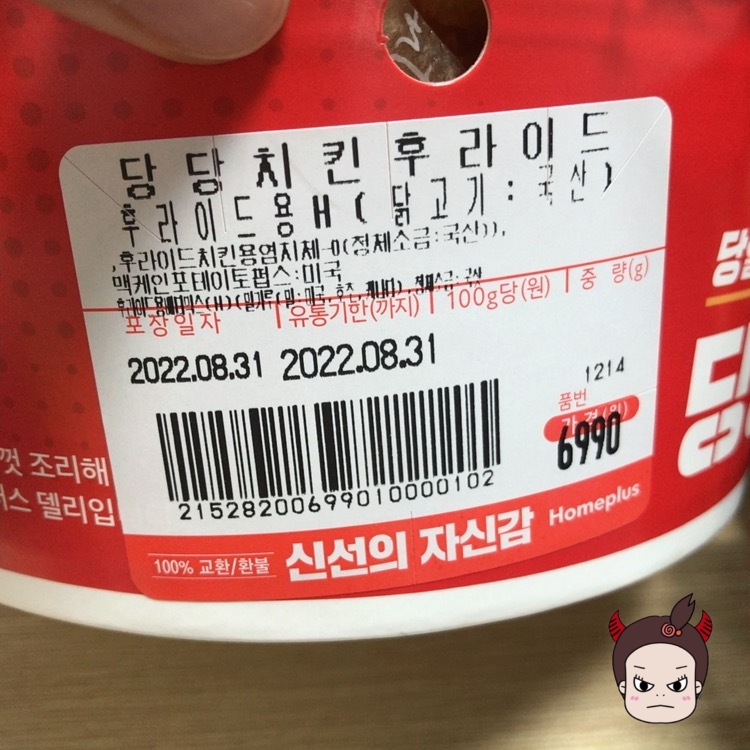 당당치킨후라이드
후라이드용H(닭고기:국산)
,후라이드치킨용염지제-0(정제소금:국산)),
맥케인포테이토펍스:미국
포장일자 유통기한(까지) 100g당(원) 중 량(g)
2022.08.31 2022.08.31
1214
품번
가 격(원)
6990
21528200699010000102
100% 교환/환불 신선의 자신감 Homeplus
껏 조리해
스 델리입